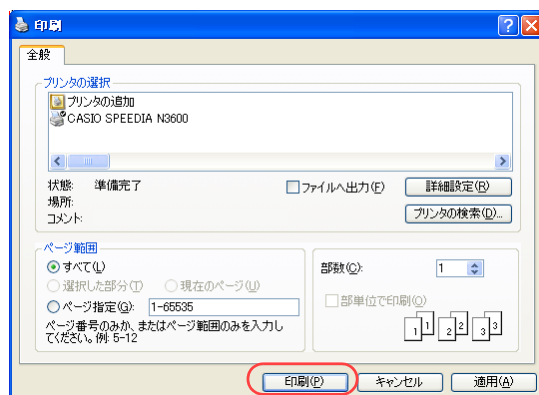 印刷
全般
プリンタの選択
プリンタの追加
CASIO SPEEDIA N3600
状態: 準備完了
場所:
コメント:
ファイルへ出力(F)
詳細設定(R)
プリンタの検索(D)...
ページ範囲
すべて(L)
選択した部分(T) 現在のページ(U)
ページ指定(G): 1-65535
ページ番号のみか、またはページ範囲のみを入力し
てください。例: 5-12
部数(C): 1
部単位で印刷(O)
1 1 2 2 3 3
印刷(P) キャンセル 適用(A)